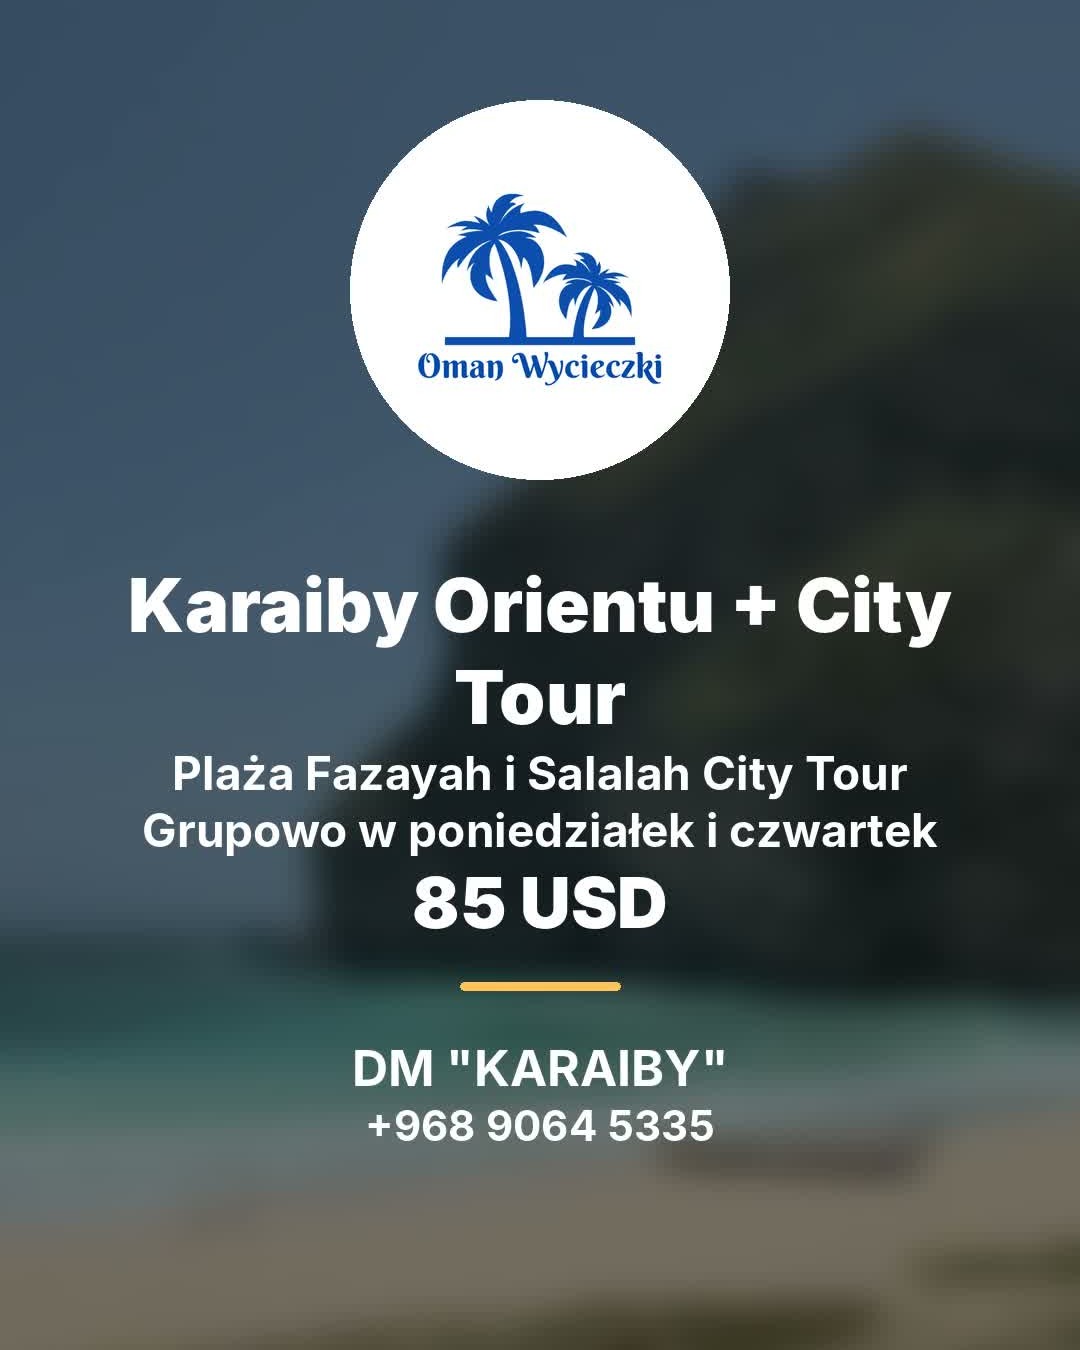 Oman Wycieczki
Karaiby Orientu + City
Tour
Plaża Fazayah i Salalah City Tour
Grupowo w poniedziałek i czwartek
85 USD
DM "KARAIBY"
+968 9064 5335